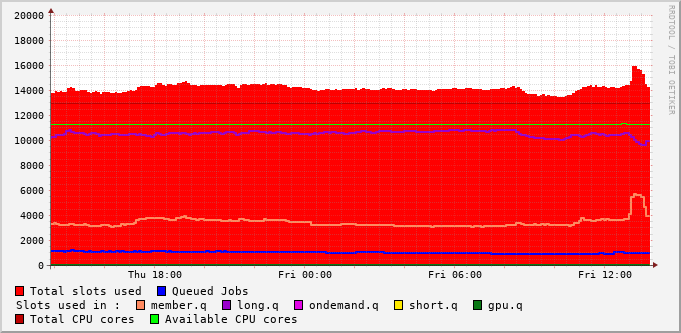 20000
18000
16000
14000
12000
10000
8000
6000
4000
2000
0
Thu 18:00 Fri 00:00 Fri 06:00 Fri 12:00
RRDTOOL / TOBI OETIKER
Total slots used Queued Jobs
Slots used in : member.q long.q ondemand.q short.q gpu.q
Total CPU cores Available CPU cores